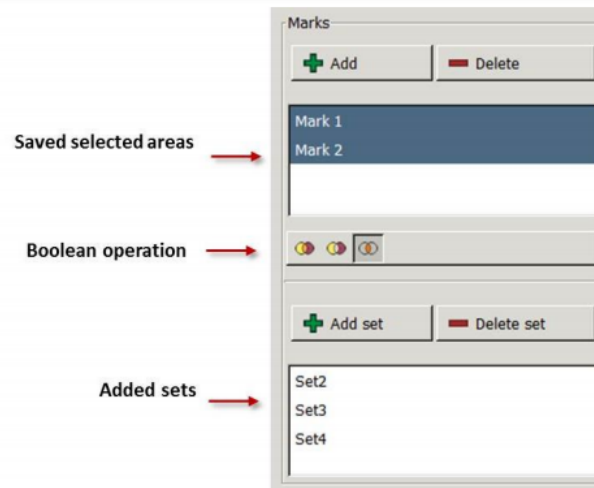 Marks
Add Delete
Saved selected areas
Mark 1
Mark 2
Boolean operation
Add set Delete set
Added sets
Set2
Set3
Set4